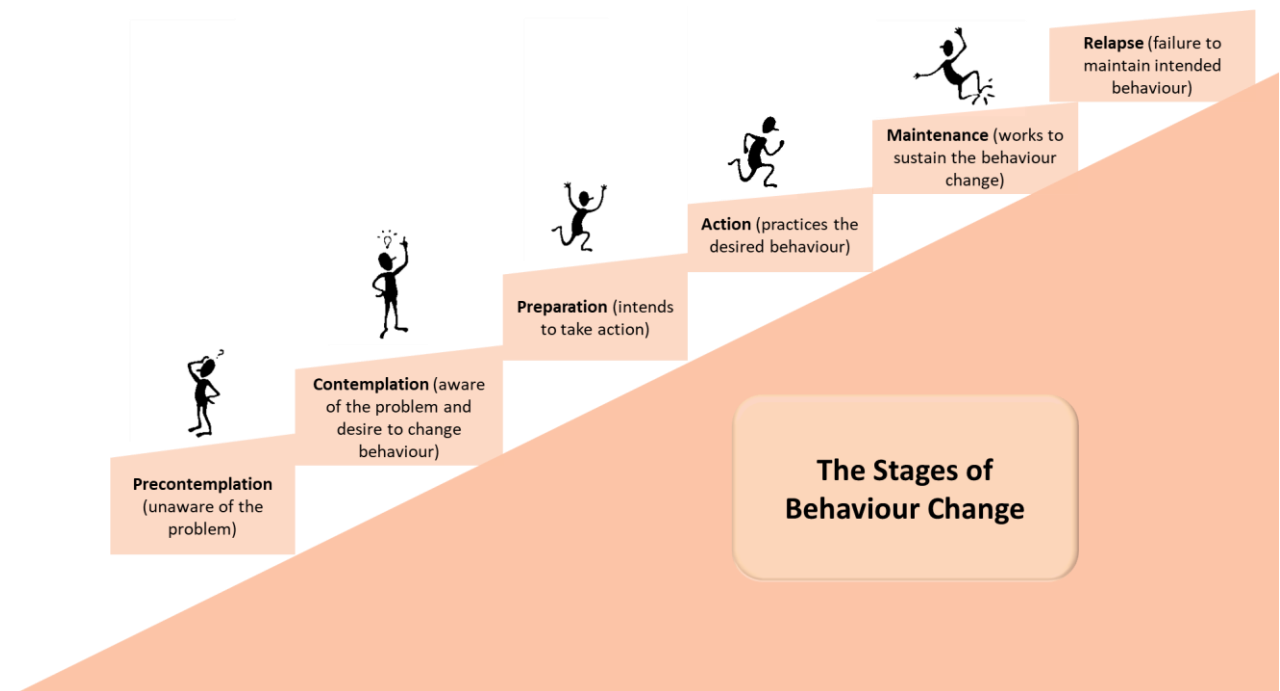 Precontemplation
(unaware of the
problem)
Contemplation (aware
of the problem and
desire to change
behaviour)
Preparation (intends
to take action)
Action (practices the
desired behaviour)
Maintenance (works to
sustain the behaviour
change)
Relapse (failure to
maintain intended
behaviour)
?
The Stages of
Behaviour Change